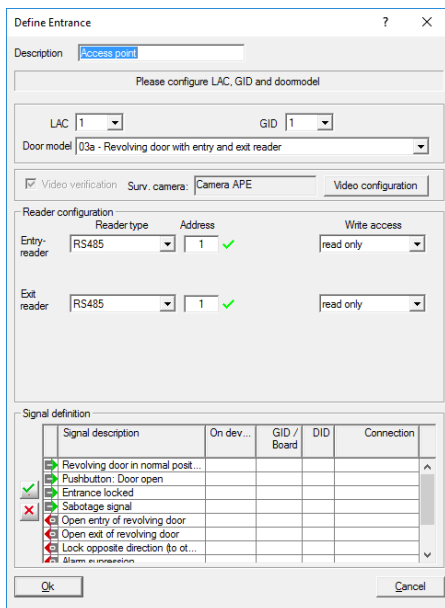 Define Entrance
Description Access point
Please configure LAC, GID and doormodel
LAC 1 GID 1
Door model 03a - Revolving door with entry and exit reader
Video verification Surv. camera: Camera APE Video configuration
Reader configuration
Reader type Address Write access
Entry-
reader RS485 1 read only
Exit
reader RS485 1 read only
Signal definition
Signal description On dev... GID / Board DID Connection
Revolving door in normal posit...
Pushbutton: Door open
Entrance locked
Sabotage signal
Open entry of revolving door
Open exit of revolving door
Lock opposite direction (to ot...
Alarm supression
Ok Cancel